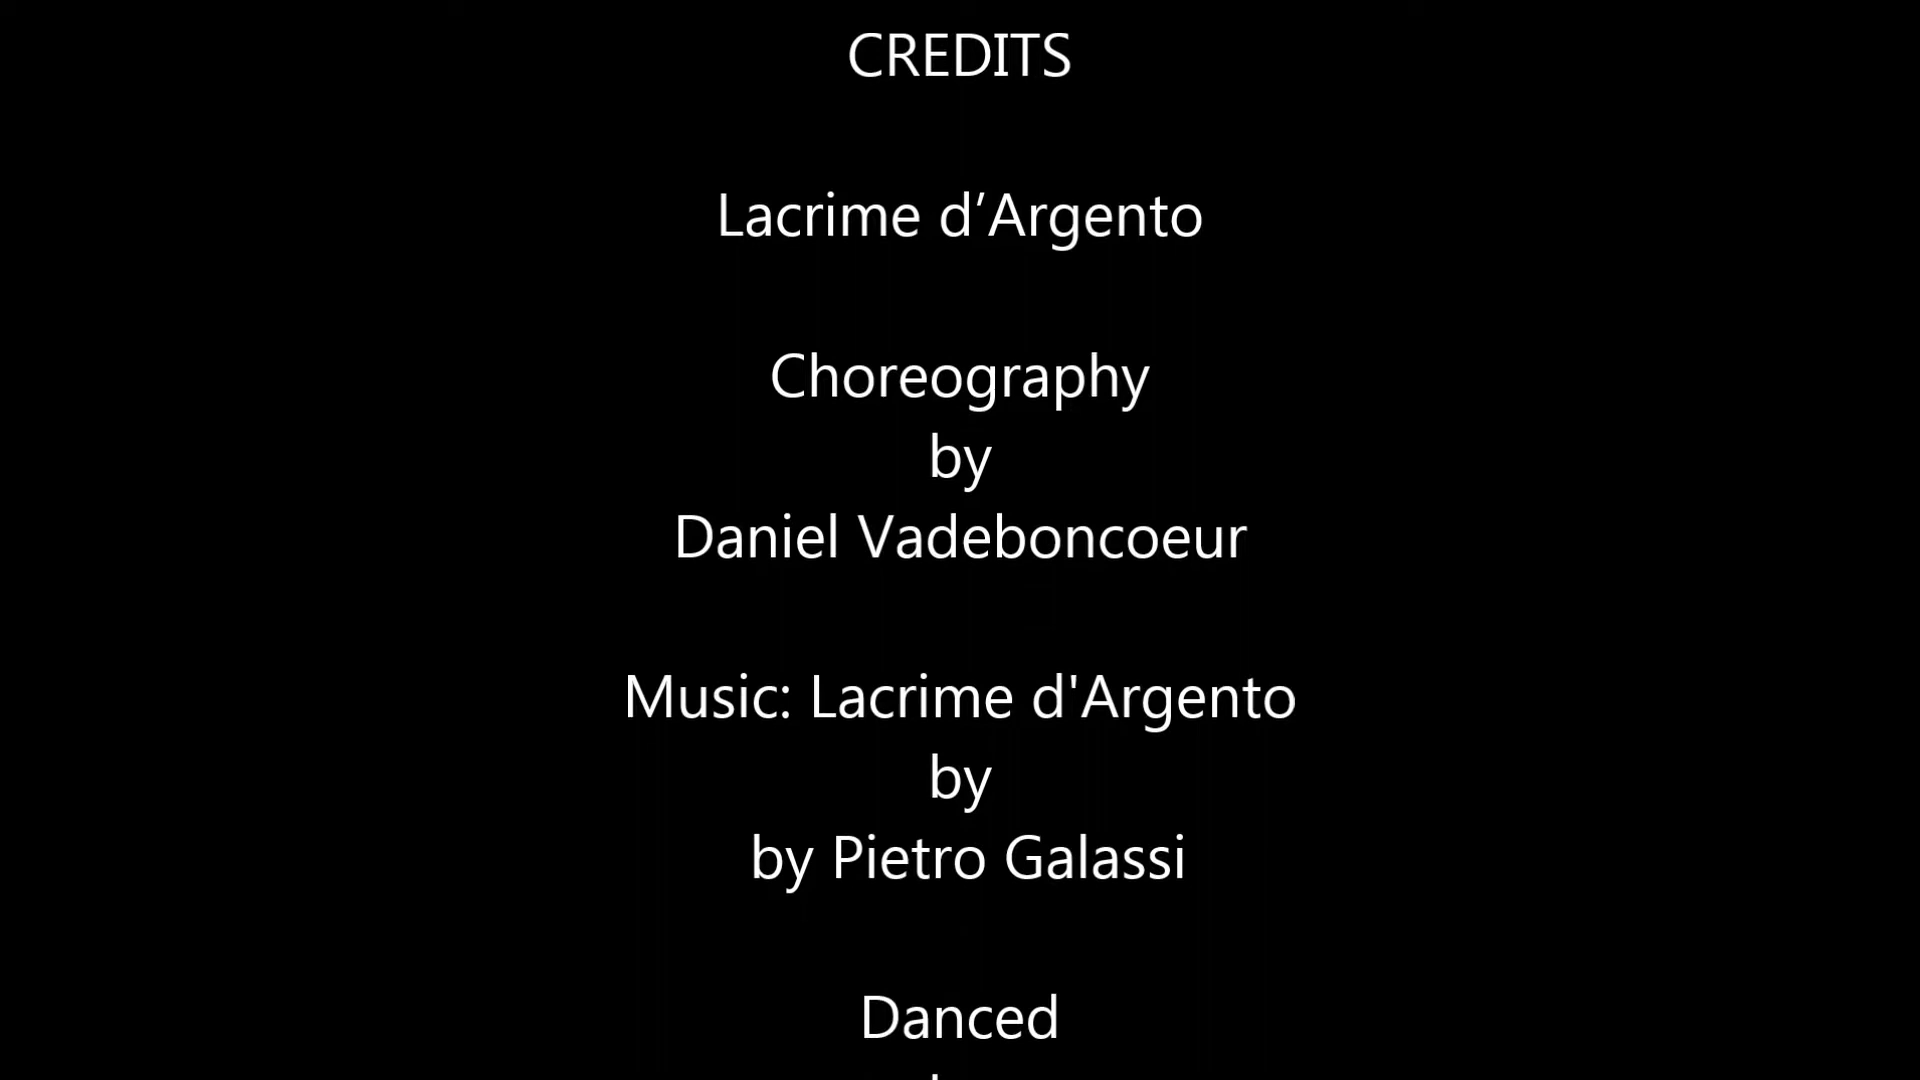 CREDITS
Lacrime d’Argento
Choreography
by
Daniel Vadeboncoeur
Music: Lacrime d'Argento
by
by Pietro Galassi
Danced